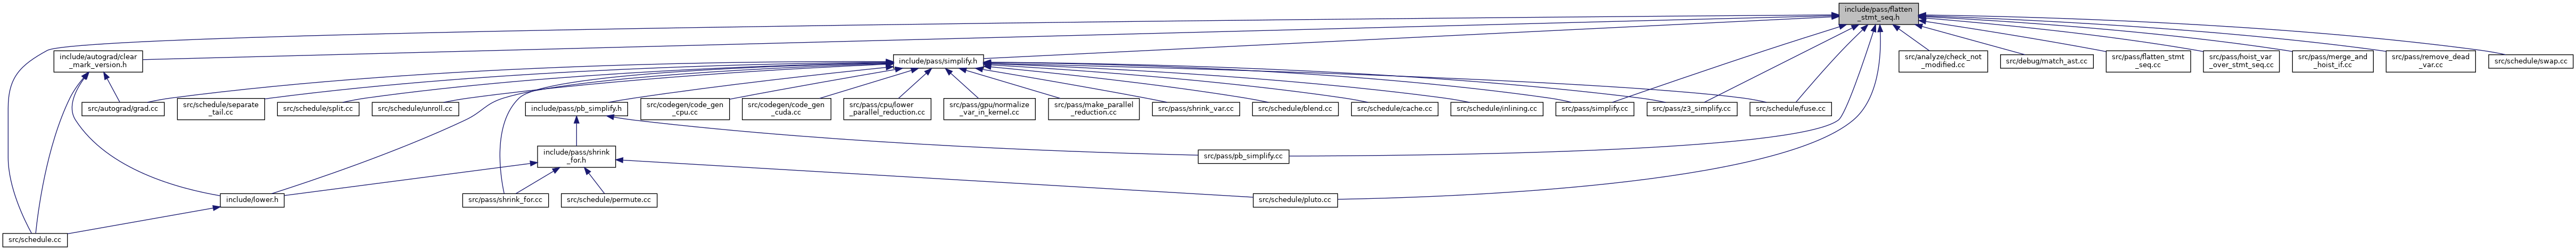 include/pass/flatten
_stmt_seq.h
include/autograd/clear
_mark_version.h
include/pass/simplify.h
src/analyze/check_not
_modified.cc
src/debug/match_ast.cc
src/pass/flatten_stmt
_seq.cc
src/pass/hoist_var
_over_stmt_seq.cc
src/pass/merge_and
_hoist_if.cc
src/pass/remove_dead
_var.cc
src/schedule/swap.cc
src/autograd/grad.cc
src/schedule/separate
_tail.cc
src/schedule/split.cc
src/schedule/unroll.cc
include/pass/pb_simplify.h
src/codegen/code_gen
_cpu.cc
src/codegen/code_gen
_cuda.cc
src/pass/cpu/lower
_parallel_reduction.cc
src/pass/gpu/normalize
_var_in_kernel.cc
src/pass/make_parallel
_reduction.cc
src/pass/shrink_var.cc
src/schedule/blend.cc
src/schedule/cache.cc
src/schedule/inlining.cc
src/pass/simplify.cc
src/pass/z3_simplify.cc
src/schedule/fuse.cc
include/pass/shrink
_for.h
src/pass/pb_simplify.cc
include/lower.h
src/pass/shrink_for.cc
src/schedule/permute.cc
src/schedule/pluto.cc
src/schedule.cc